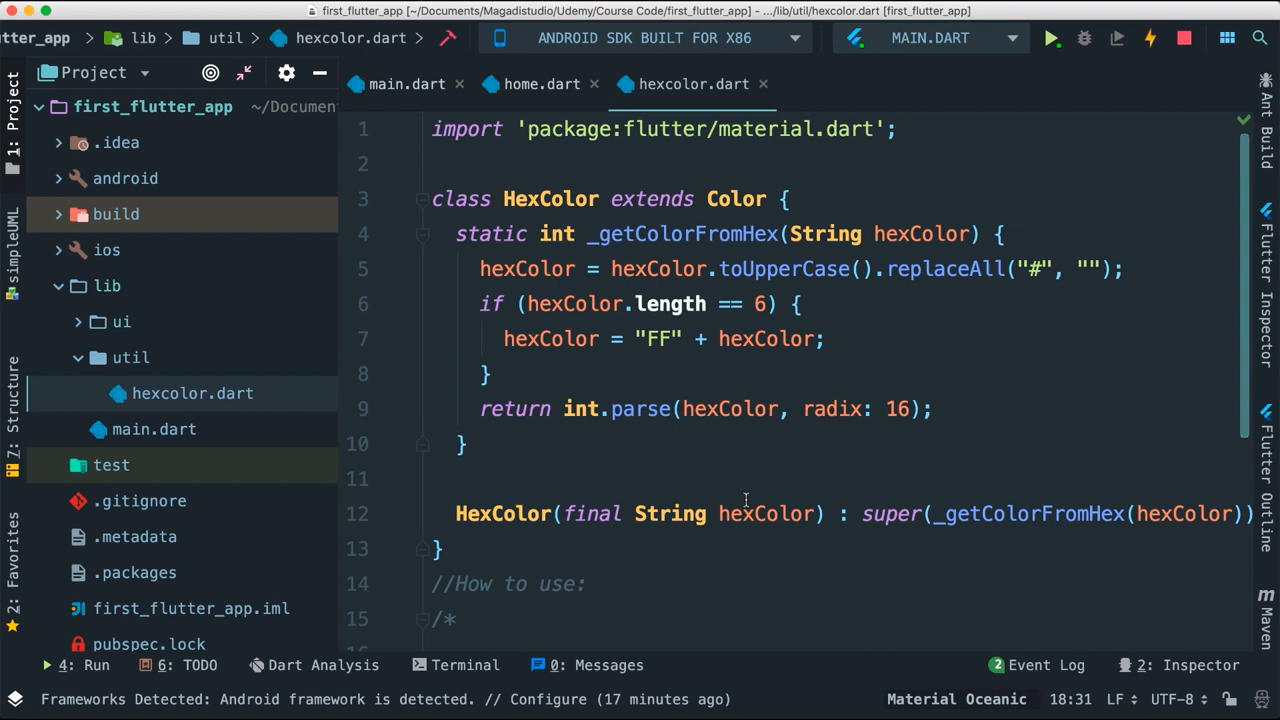 first_flutter_app [~/Documents/Magadistudio/Udemy/Course Code/first_flutter_app] - .../lib/util/hexcolor.dart [first_flutter_app]
utter_app lib util hexcolor.dart ANDROID SDK BUILT FOR X86 MAIN.DART
Project
main.dart home.dart hexcolor.dart
first_flutter_app ~/Documen
.idea
android
build
ios
lib
ui
util
hexcolor.dart
main.dart
test
.gitignore
.metadata
.packages
first_flutter_app.iml
pubspec.lock
1: Project
simpleUML
7: Structure
2: Favorites
1 import 'package:flutter/material.dart';
2
3 class HexColor extends Color {
4 static int _getColorFromHex(String hexColor) {
5 hexColor = hexColor.toUpperCase().replaceAll("#", "");
6 if (hexColor.length == 6) {
7 hexColor = "FF" + hexColor;
8 }
9 return int.parse(hexColor, radix: 16);
10 }
11
12 HexColor(final String hexColor) : super(_getColorFromHex(hexColor))
13 }
14 //How to use:
15 /*
Ant Build
Flutter Inspector
Flutter Outline
Maven
4: Run 6: TODO Dart Analysis Terminal 0: Messages 2 Event Log 2: Inspector
Frameworks Detected: Android framework is detected. // Configure (17 minutes ago) Material Oceanic 18:31 LF UTF-8